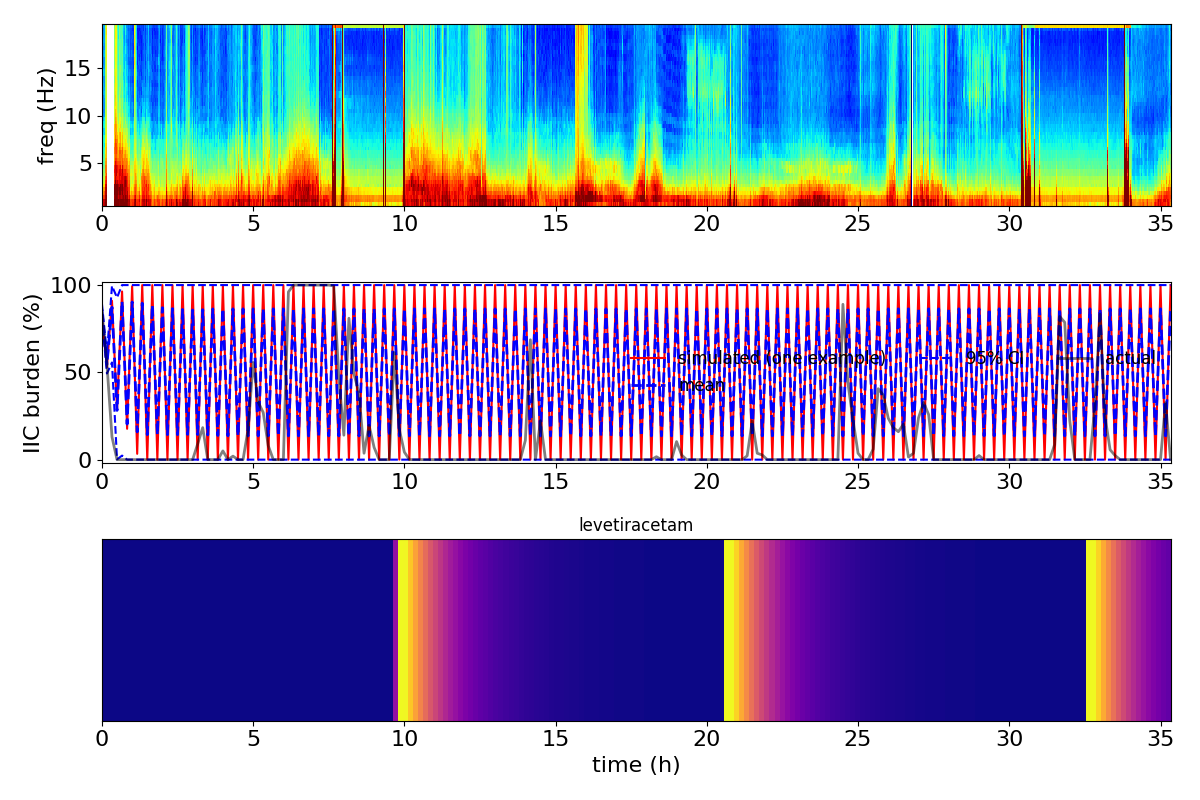 freq (Hz)
15
10
5
0 5 10 15 20 25 30 35
IIC burden (%)
100
50
0
simulated (one example) 95% C actual
mean
0 5 10 15 20 25 30 35
levetiracetam
0 5 10 15 20 25 30 35
time (h)